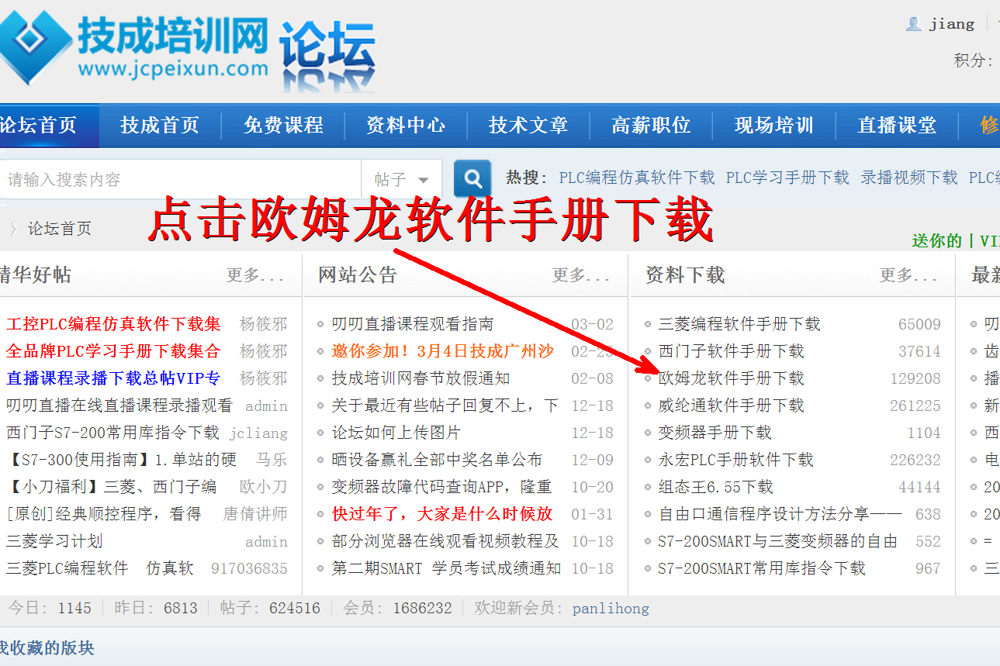 技成培训网 论坛
www.jcpeixun.com
jiang
积分:
论坛首页 技成首页 免费课程 资料中心 技术文章 高薪职位 现场培训 直播课堂 修
请输入搜索内容 帖子 热搜: PLC编程仿真软件下载 PLC学习手册下载 录播视频下载 PLC编
点击欧姆龙软件手册下载
论坛首页
送你的丨VI
精华好帖 更多...
工控PLC编程仿真软件下载集 杨筱邪
全品牌PLC学习手册下载集合 杨筱邪
直播课程录播下载总帖VIP专 杨筱邪
叨叨直播在线直播课程录播观看 admin
西门子S7-200常用库指令下载 jcliang
【S7-300使用指南】1.单站的硬 马乐
【小刀福利】三菱、西门子编 欧小刀
[原创]经典顺控程序，看得 唐倩讲师
三菱学习计划 admin
三菱PLC编程软件 仿真软 917036835
网站公告 更多...
叨叨直播课程观看指南 03-02
邀你参加！3月4日技成广州沙 02-25
技成培训网春节放假通知 02-08
关于最近有些帖子回复不上，下 12-18
论坛如何上传图片 12-18
晒设备赢礼全部中奖名单公布 12-09
变频器故障代码查询APP，隆重 10-20
快过年了，大家是什么时候放 01-31
部分浏览器在线观看视频教程及 10-18
第二期SMART 学员考试成绩通知 10-18
资料下载 更多...
三菱编程软件手册下载 65009
西门子软件手册下载 37614
欧姆龙软件手册下载 129208
威纶通软件手册下载 261225
变频器手册下载 1104
永宏PLC手册软件下载 226232
组态王6.55下载 44144
自由口通信程序设计方法分享—— 638
S7-200SMART与三菱变频器的自由 552
S7-200SMART常用库指令下载 967
最新
叨
齿
播
新
西
电
20
20
=
三
今日: 1145 昨日: 6813 帖子: 624516 会员: 1686232 欢迎新会员: panlihong
我收藏的版块